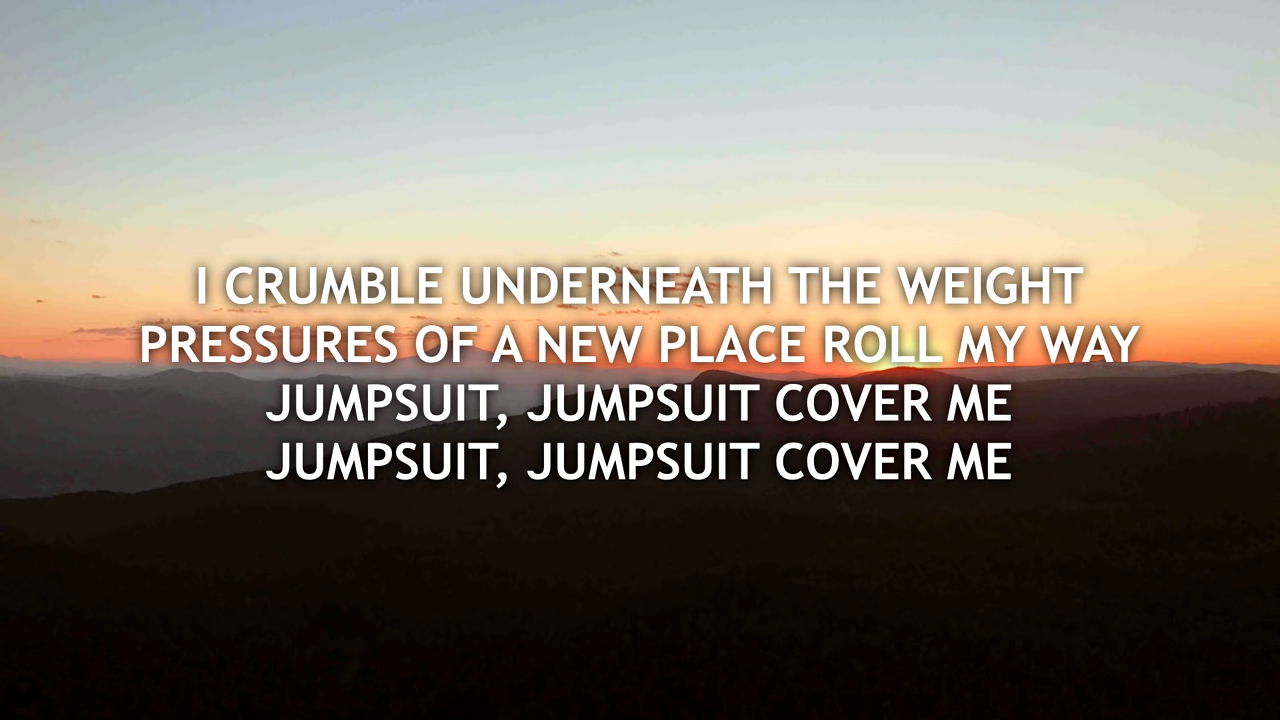 I CRUMBLE UNDERNEATH THE WEIGHT
PRESSURES OF A NEW PLACE ROLL MY WAY
JUMPSUIT, JUMPSUIT COVER ME
JUMPSUIT, JUMPSUIT COVER ME